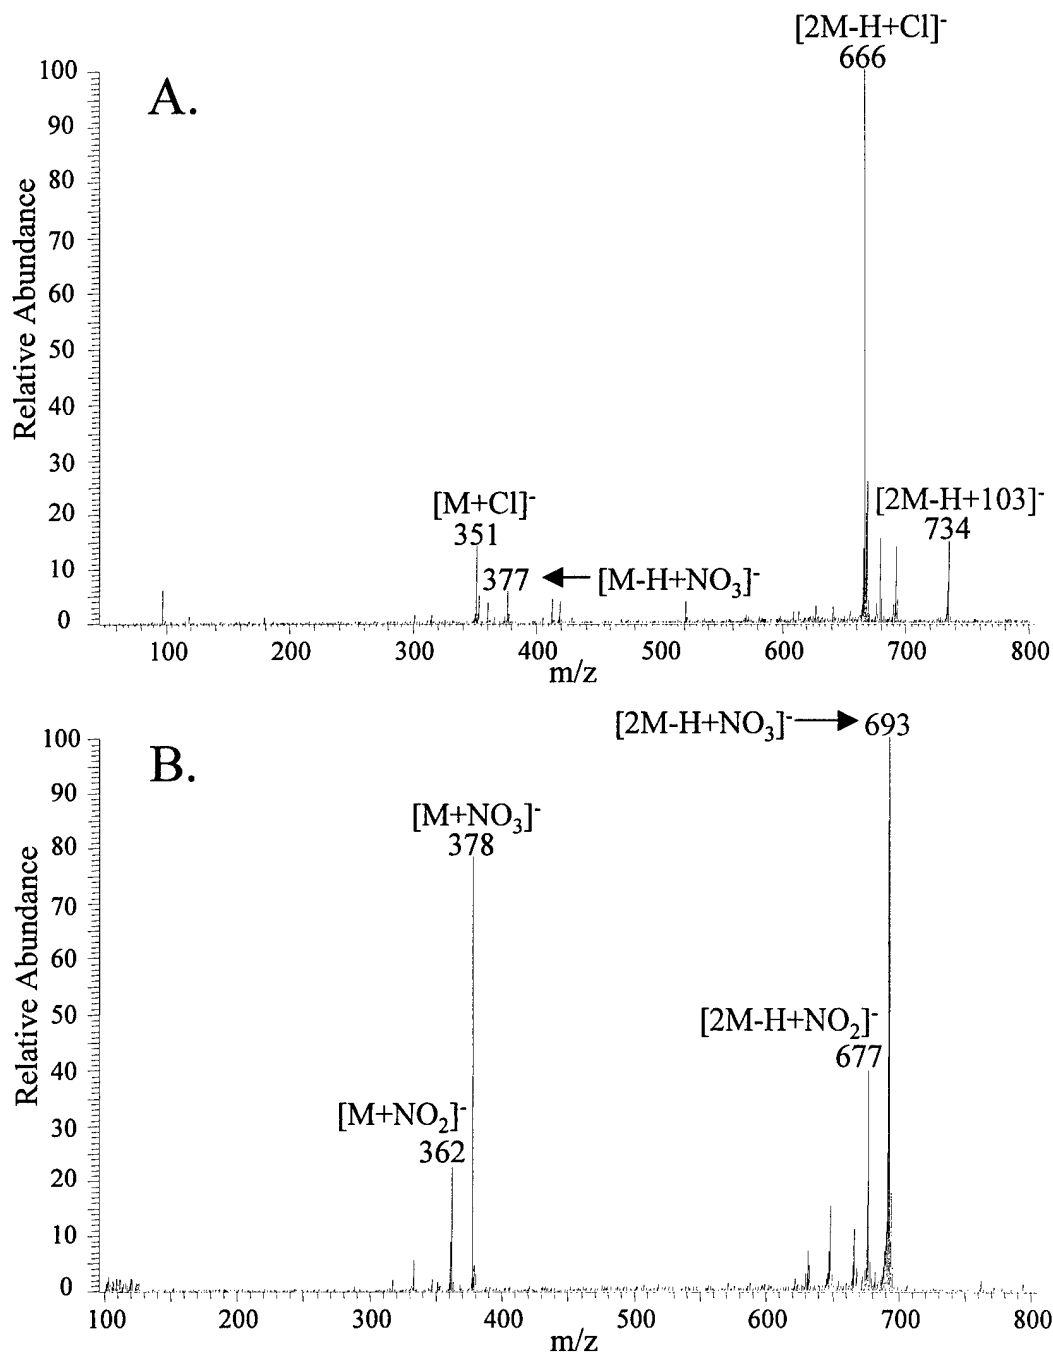 [2M-H+Cl]⁻
666
A.
100
90
80
70
60
50
40
30
20
10
0
Relative Abundance
[M+Cl]⁻
351
377 ← [M-H+NO₃]⁻
[2M-H+103]⁻
734
100 200 300 400 500 600 700 800
m/z
[2M-H+NO₃]⁻ → 693
B.
100
90
80
70
60
50
40
30
20
10
0
Relative Abundance
[M+NO₃]⁻
378
[2M-H+NO₂]⁻
677
[M+NO₂]⁻
362
100 200 300 400 500 600 700 800
m/z